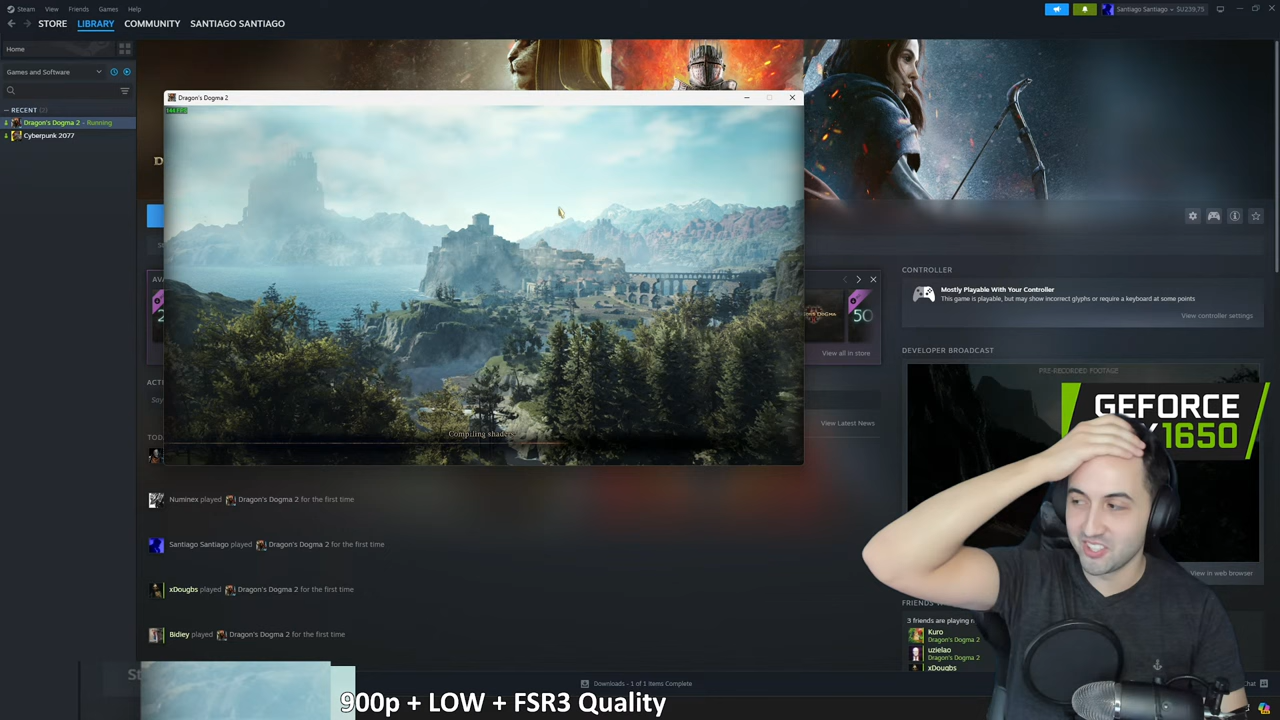 Steam View Friends Games Help
Santiago Santiago $U239,75
STORE LIBRARY COMMUNITY SANTIAGO SANTIAGO
Home
Games and Software
RECENT
Dragon's Dogma 2 - Running
Cyberpunk 2077
Dragon's Dogma 2
Compiling shaders
CONTROLLER
Mostly Playable With Your Controller
This game is playable, but may show incorrect glyphs or require a keyboard at some points
View controller settings
50
View all in store
DEVELOPER BROADCAST
PRE-RECORDED FOOTAGE
GEFORCE
1650
View Latest News
Numinex played Dragon's Dogma 2 for the first time
Santiago Santiago played Dragon's Dogma 2 for the first time
xDougbs played Dragon's Dogma 2 for the first time
Bidiey played Dragon's Dogma 2 for the first time
View in web browser
3 friends are playing
Kuro
Dragon's Dogma 2
uzielao
Dragon's Dogma 2
xDougbs
Downloads - 1 of 1 Items Complete
900p + LOW + FSR3 Quality